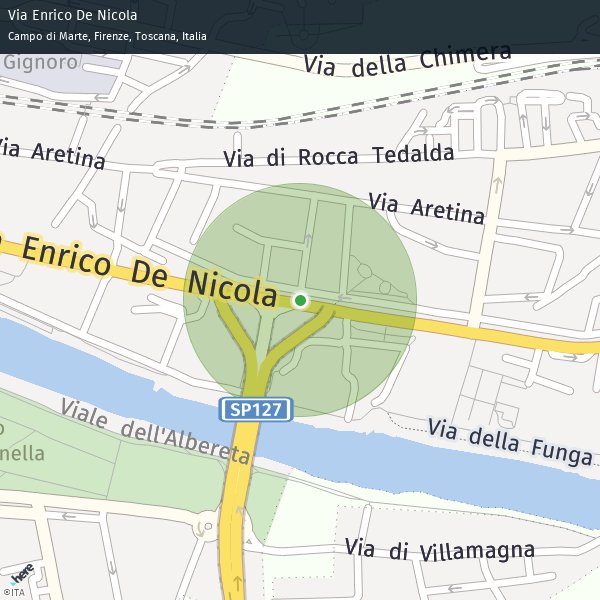 Via Enrico De Nicola
Campo di Marte, Firenze, Toscana, Italia
Gignoro
Via della Chimera
Via Aretina
Via di Rocca Tedalda
Via Aretina
Enrico De Nicola
SP127
Viale dell'Albereta
Via della Funga
nella
Via di Villamagna
here
©ITA